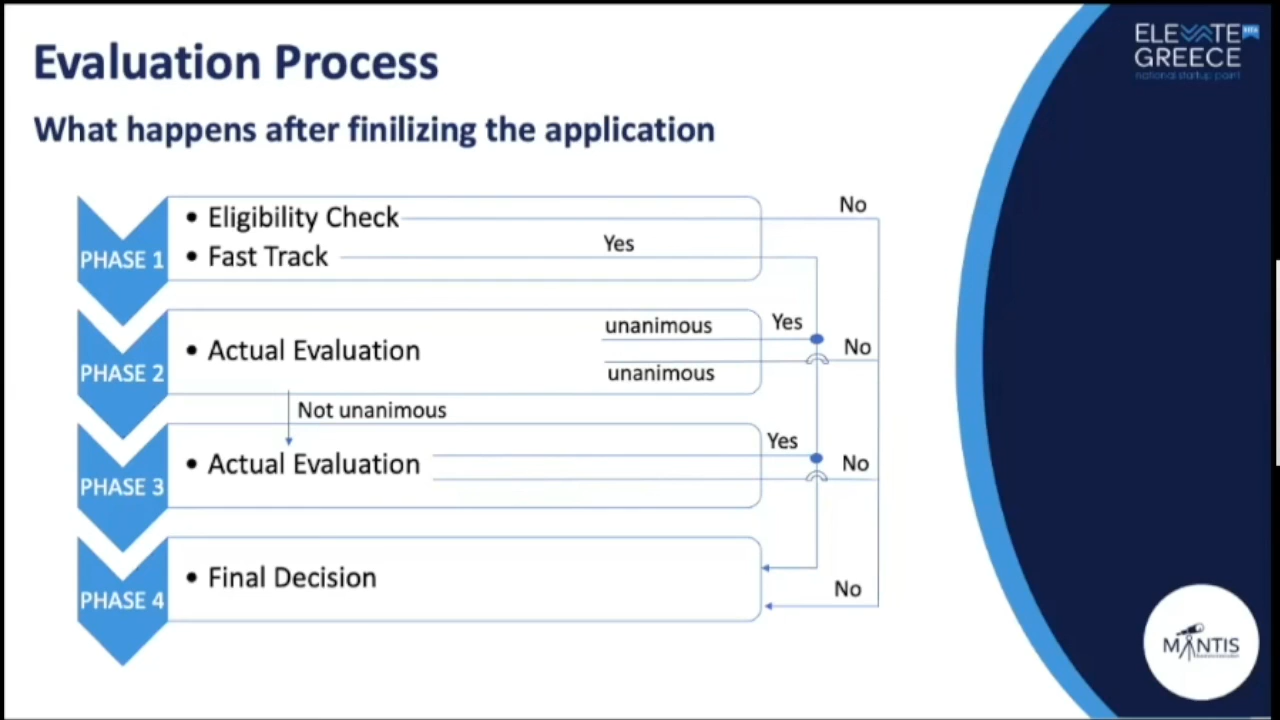 Evaluation Process
What happens after finilizing the application
ELEVATE BETA
GREECE
national startup point
PHASE 1
• Eligibility Check
• Fast Track
No
Yes
PHASE 2
• Actual Evaluation
unanimous
Yes
No
unanimous
Not unanimous
PHASE 3
• Actual Evaluation
Yes
No
PHASE 4
• Final Decision
No
MANTIS